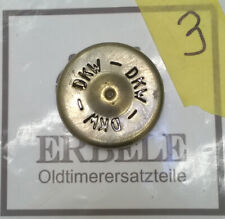 3
DKW – DKW – DKW –
ERBELE
Oldtimerersatzteile